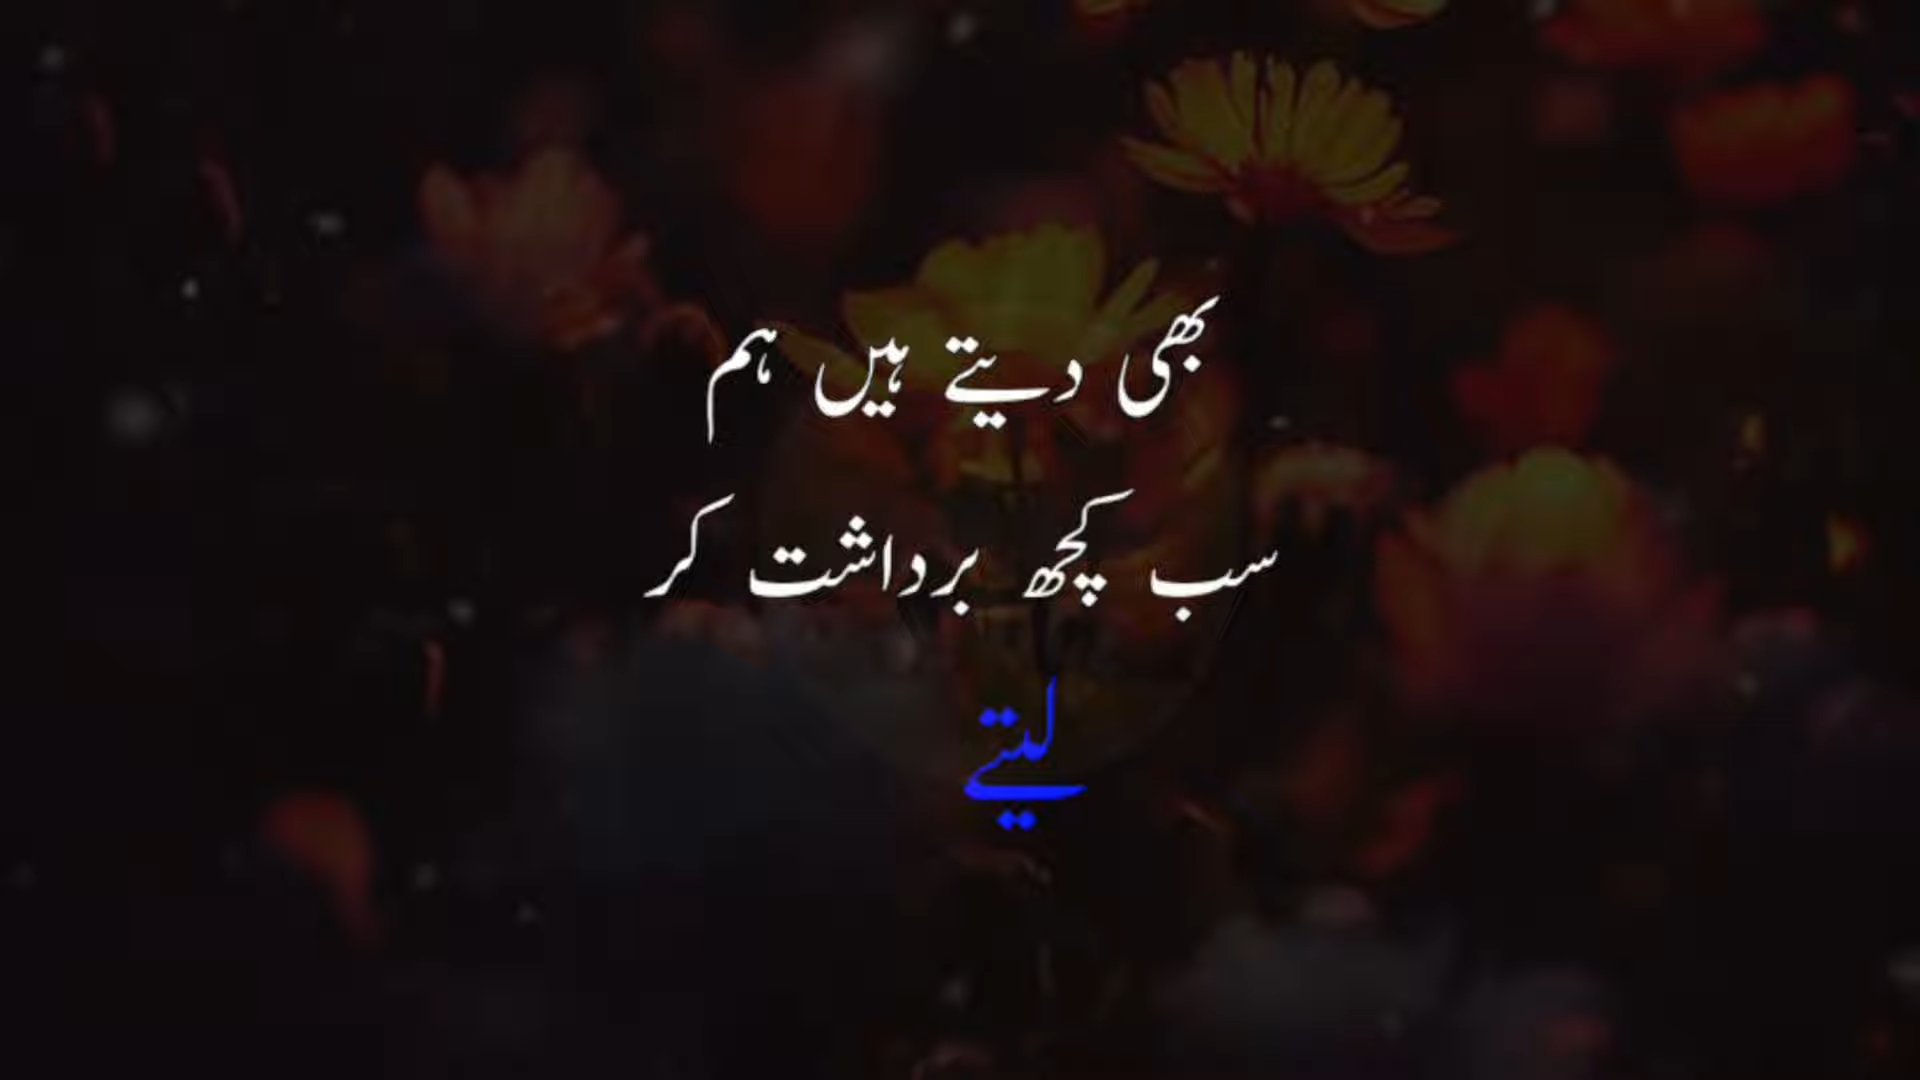 بھی دیتے ہیں ہم
سب کچھ برداشت کر
لیتے